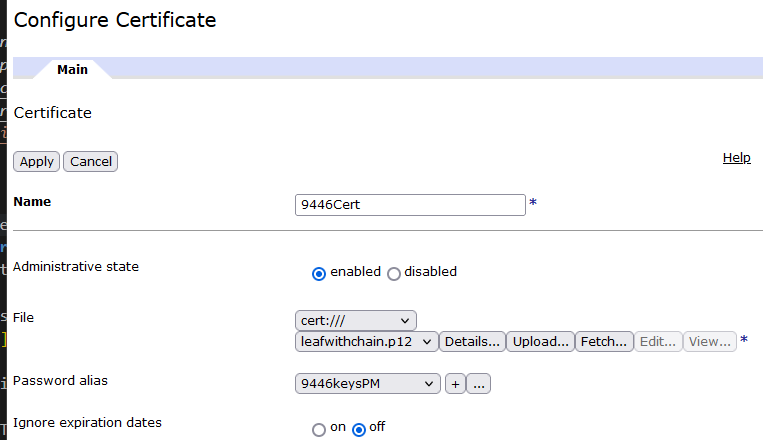 Configure Certificate
Main
Certificate
Apply Cancel
Help
Name 9446Cert *
Administrative state enabled disabled
File cert:///
leafwithchain.p12 Details... Upload... Fetch... Edit... View... *
Password alias 9446keysPM + ...
Ignore expiration dates on off